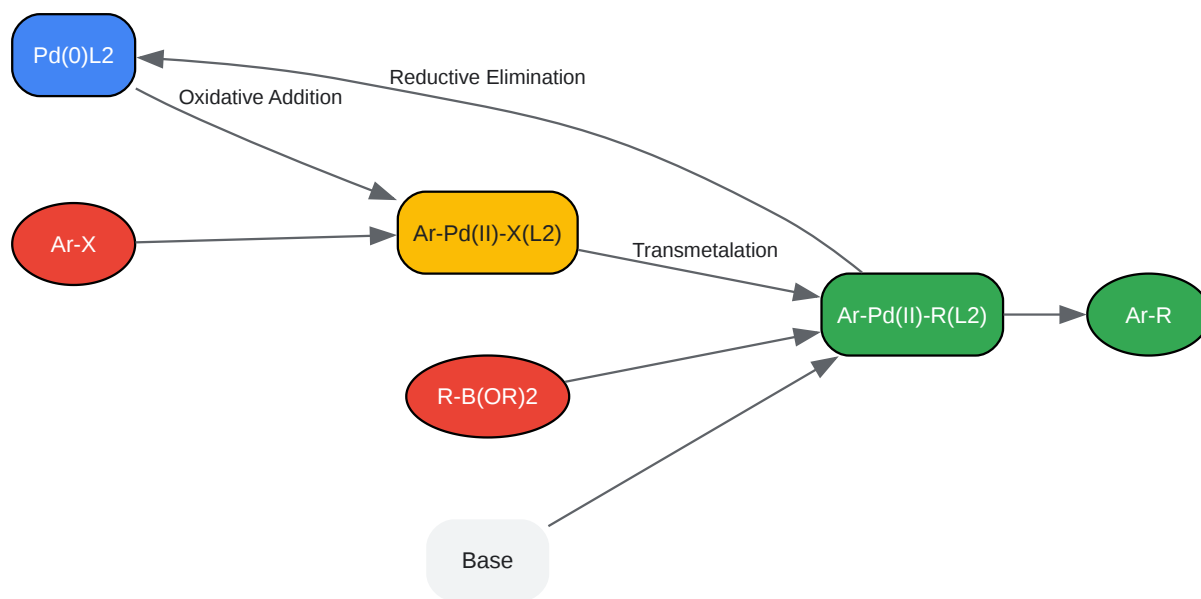 Pd(0)L2
Reductive Elimination
Oxidative Addition
Ar-X
Ar-Pd(II)-X(L2)
Transmetalation
Ar-Pd(II)-R(L2)
Ar-R
R-B(OR)2
Base